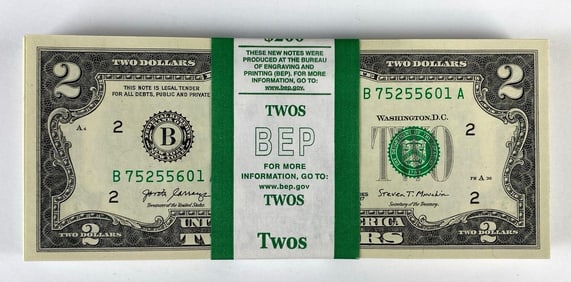 TWO DOLLARS
2
THIS NOTE IS LEGAL TENDER
FOR ALL DEBTS, PUBLIC AND PRIVATE
2
B
B 75255601
2
Treasurer of the United States.
TWO DOLLARS
2
$200
THESE NEW NOTES WERE
PRODUCED AT THE BUREAU
OF ENGRAVING AND
PRINTING (BEP). FOR MORE
INFORMATION, GO TO:
www.bep.gov.
TWOS
BEP
FOR MORE
INFORMATION, GO TO:
www.bep.gov
TWOS
Twos
TWO DOLLARS
2
B 75255601 A
WASHINGTON, D.C.
2
TWO
Steven T. Mnuchin
Secretary of the Treasury.
2
TWO DOLLARS
2